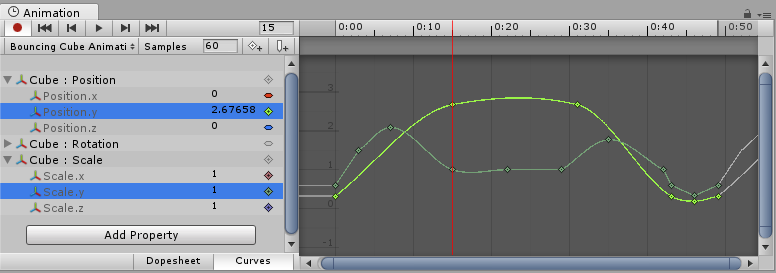 Animation
15
0:00 0:10 0:20 0:30 0:40 0:50
Bouncing Cube Animati Samples 60
Cube : Position
Position.x 0
Position.y 2.67658
Position.z 0
Cube : Rotation
Cube : Scale
Scale.x 1
Scale.y 1
Scale.z 1
Add Property
Dopesheet Curves
3
2
1
0
-1